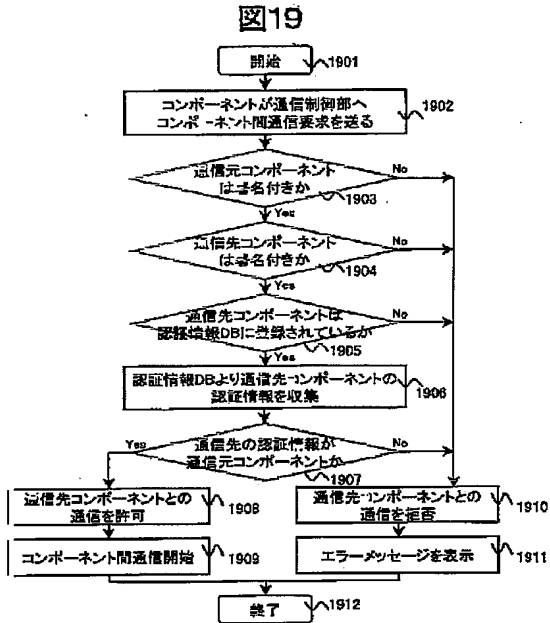 図19
開始
1901
コンポーネントが通信制御部へ
コンポーネント間通信要求を送る
1902
通信元コンポーネント
は署名付きか
No
1903
Yes
通信先コンポーネント
は署名付きか
No
1904
Yes
通信先コンポーネントは
認証情報DBに登録されているか
No
1905
Yes
認証情報DBより通信先コンポーネントの
認証情報を収集
1906
Yes
通信先の認証情報が
通信元コンポーネントか
No
1907
通信先コンポーネントとの
通信を許可
1908
通信先コンポーネントとの
通信を拒否
1910
コンポーネント間通信開始
1909
エラーメッセージを表示
1911
終了
1912